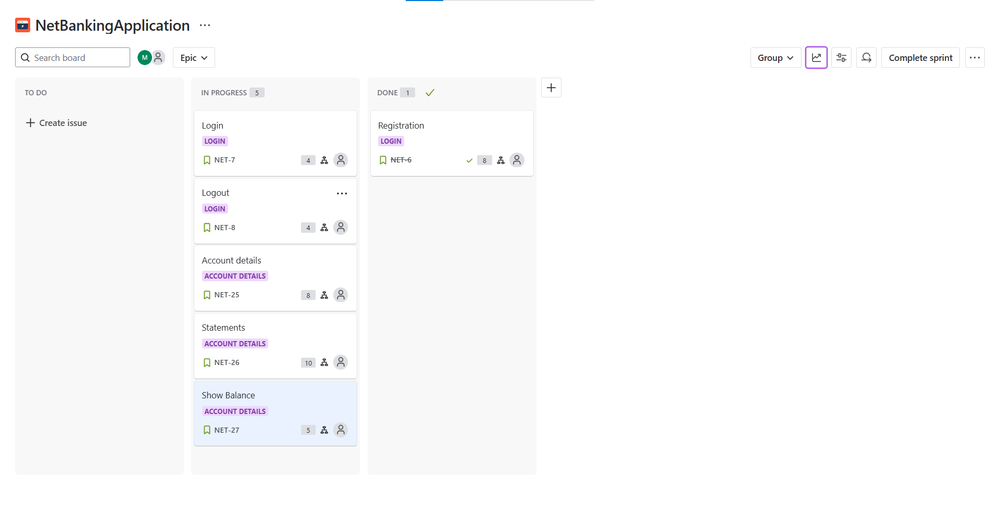 NetBankingApplication
Search board
M
Epic
Group
Complete sprint
TO DO
Create issue
IN PROGRESS 5
Login
LOGIN
NET-7
4
Logout
LOGIN
NET-8
4
Account details
ACCOUNT DETAILS
NET-25
8
Statements
ACCOUNT DETAILS
NET-26
10
Show Balance
ACCOUNT DETAILS
NET-27
5
DONE 1
Registration
LOGIN
NET-6
8